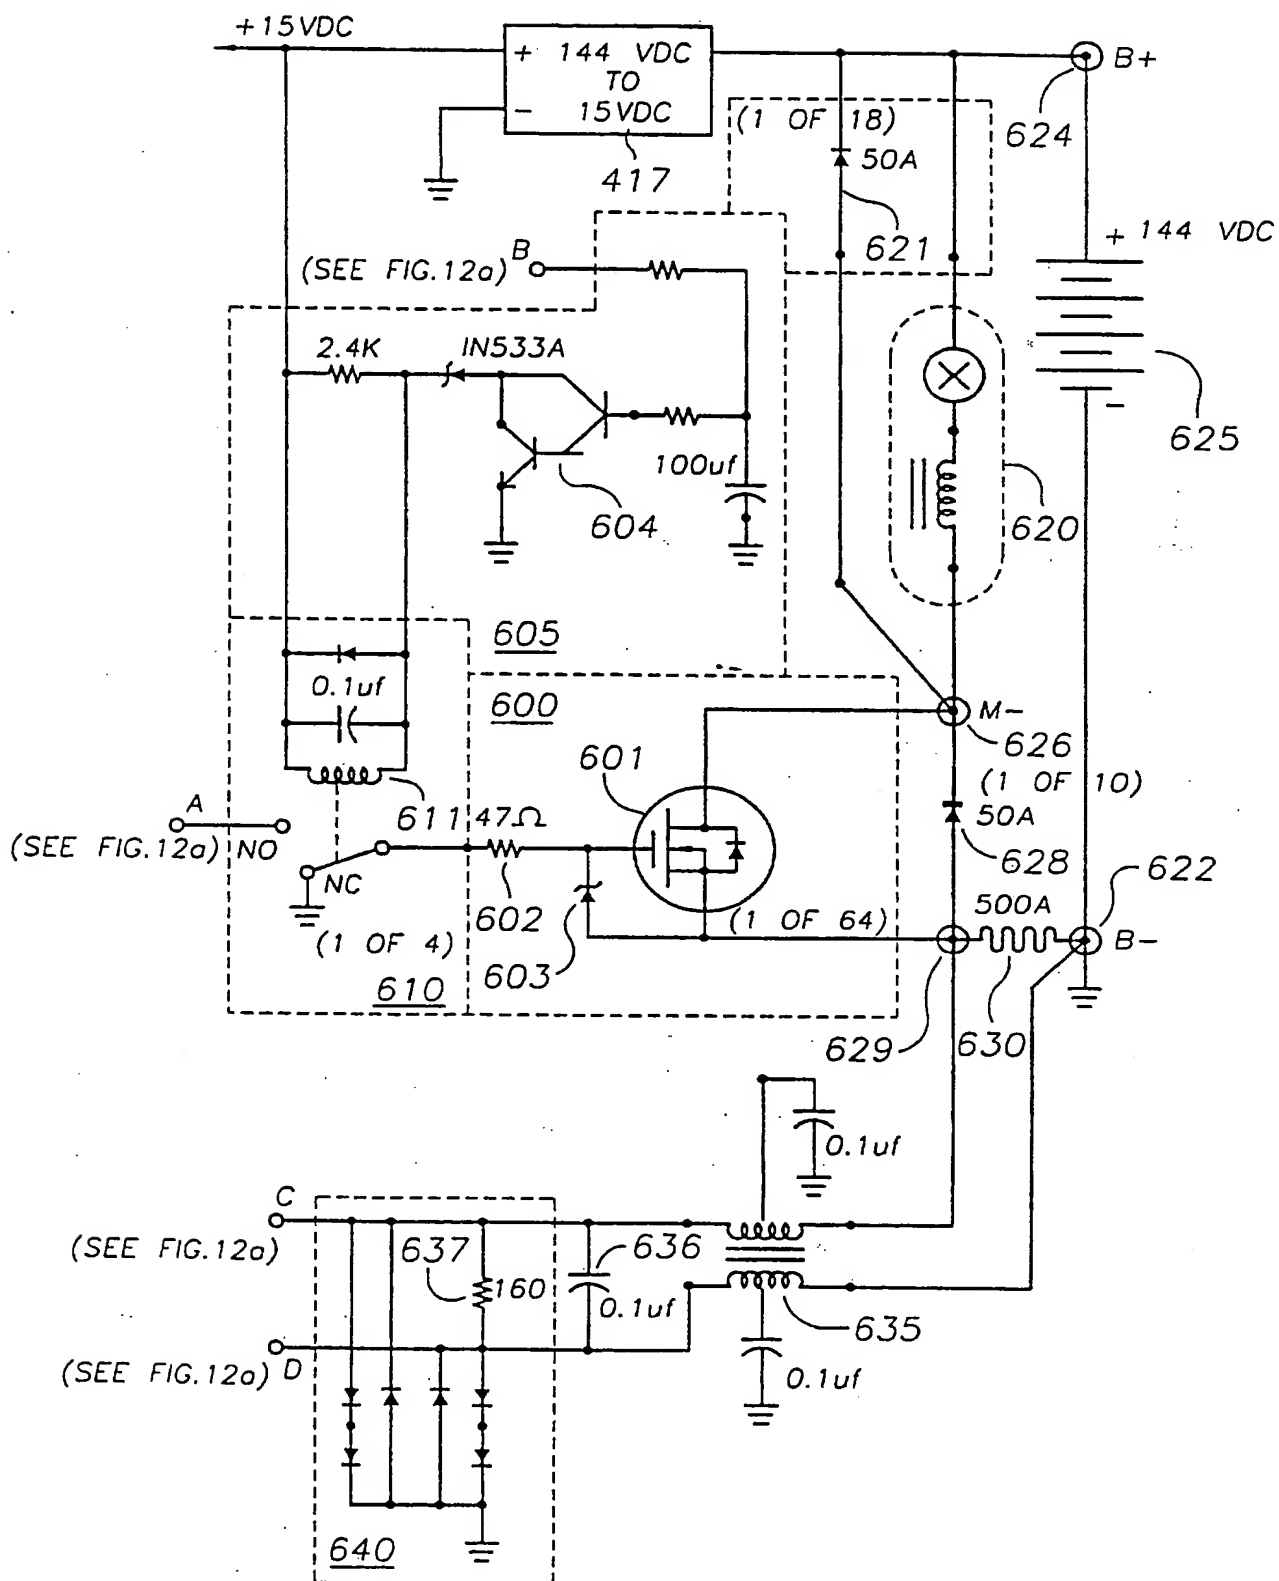 +15VDC
+ 144 VDC
TO
- 15VDC
417
B+
624
(1 OF 18)
50A
621
+ 144 VDC
B
(SEE FIG.12a)
2.4K
IN533A
100uf
604
-
625
620
605
0.1uf
600
M-
626
601
(1 OF 10)
A
(SEE FIG.12a)
NO
611
47Ω
50A
628
NC
622
602
(1 OF 64)
500A
B-
(1 OF 4)
603
610
629
630
0.1uf
C
(SEE FIG.12a)
637
636
160
0.1uf
635
D
(SEE FIG.12a)
0.1uf
640